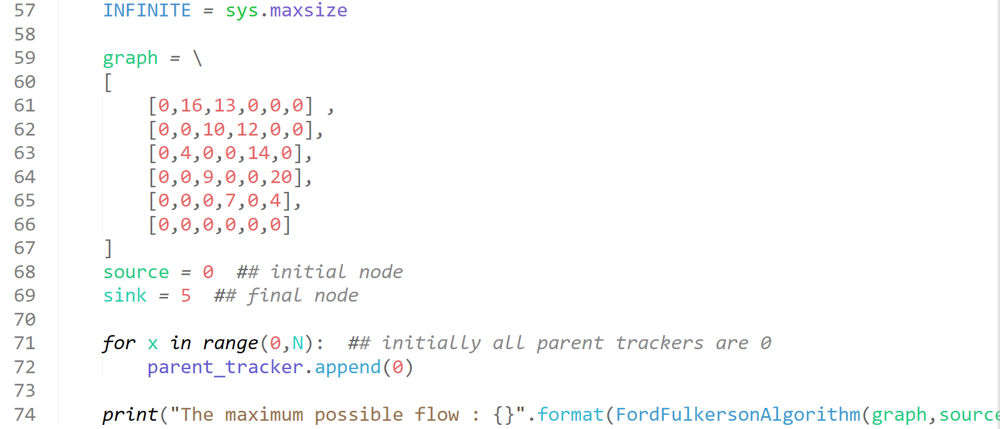 57 INFINITE = sys.maxsize
58
59 graph = \
60 [
61 [0,16,13,0,0,0] ,
62 [0,0,10,12,0,0],
63 [0,4,0,0,14,0],
64 [0,0,9,0,0,20],
65 [0,0,0,7,0,4],
66 [0,0,0,0,0,0]
67 ]
68 source = 0  ## initial node
69 sink = 5  ## final node
70
71 for x in range(0,N):  ## initially all parent trackers are 0
72 parent_tracker.append(0)
73
74 print("The maximum possible flow : {}".format(FordFulkersonAlgorithm(graph,source